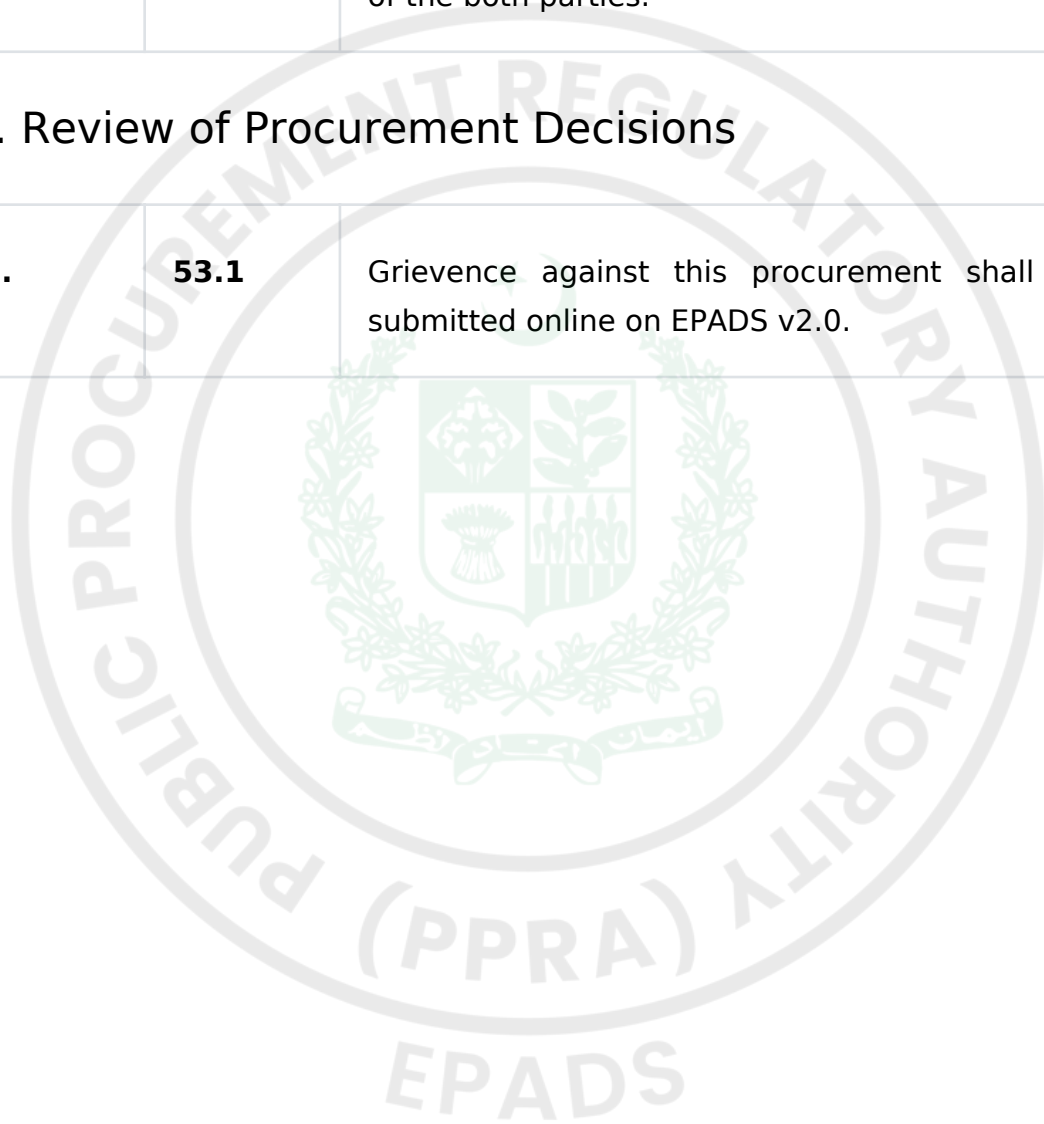 of the both parties.
. Review of Procurement Decisions
. 53.1 Grievence against this procurement shall
submitted online on EPADS v2.0.
PUBLIC PROCUREMENT REGULATORY AUTHORITY
(PPRA)
EPADS